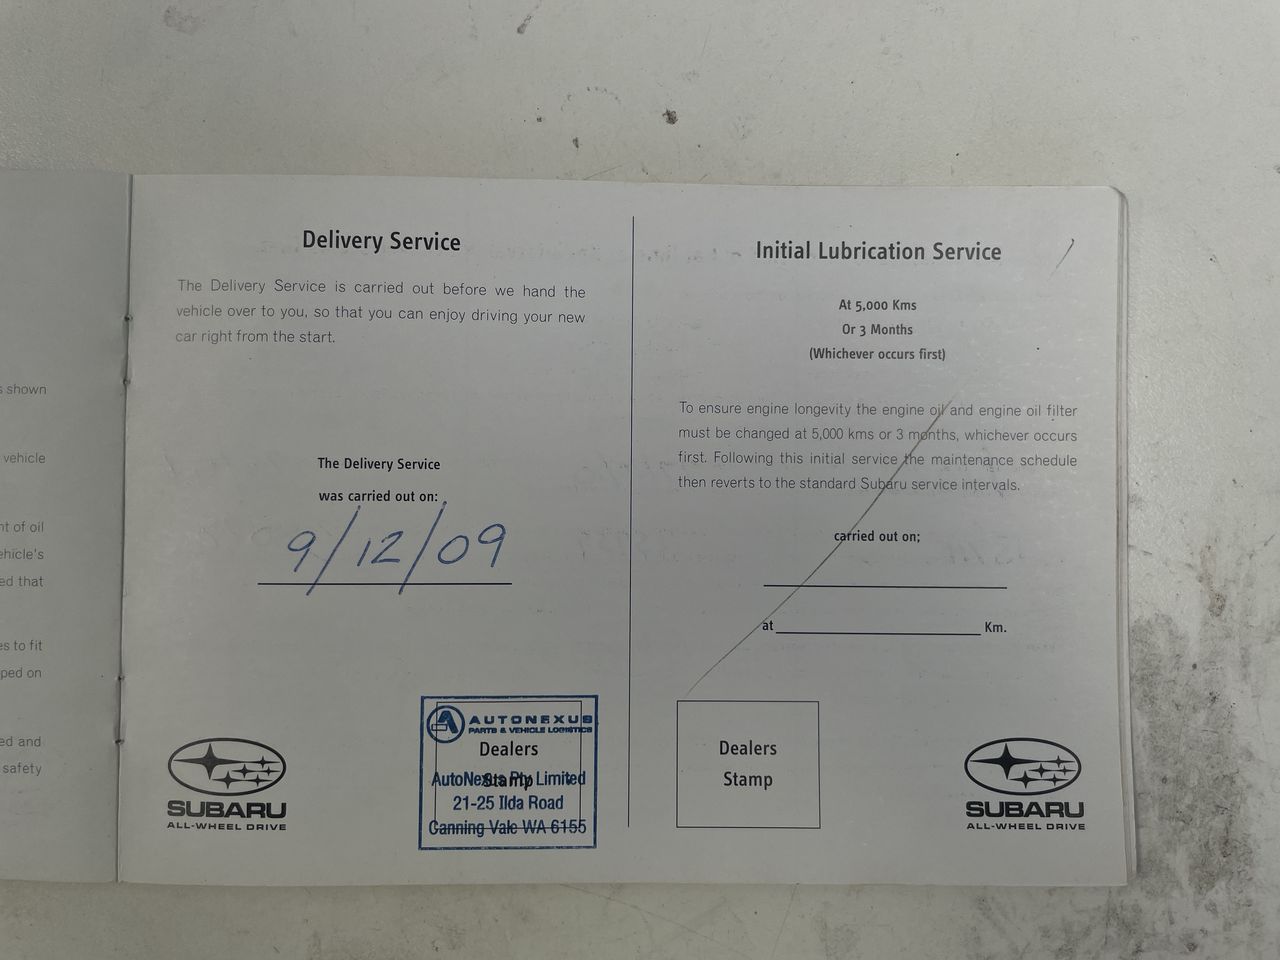 s shown
vehicle
nt of oil
ehicle's
ed that
es to fit
ped on
ed and
safety
Delivery Service
The Delivery Service is carried out before we hand the
vehicle over to you, so that you can enjoy driving your new
car right from the start.
The Delivery Service
was carried out on:
9/12/09
SUBARU
ALL-WHEEL DRIVE
AUTONEXUS
PARTS & VEHICLE LOGISTICS
Dealers
Stamp
AutoNexus Pty Limited
21-25 Ilda Road
Canning Vale WA 6155
Initial Lubrication Service
At 5,000 Kms
Or 3 Months
(Whichever occurs first)
To ensure engine longevity the engine oil and engine oil filter
must be changed at 5,000 kms or 3 months, whichever occurs
first. Following this initial service the maintenance schedule
then reverts to the standard Subaru service intervals.
carried out on;
at Km.
Dealers
Stamp
SUBARU
ALL-WHEEL DRIVE